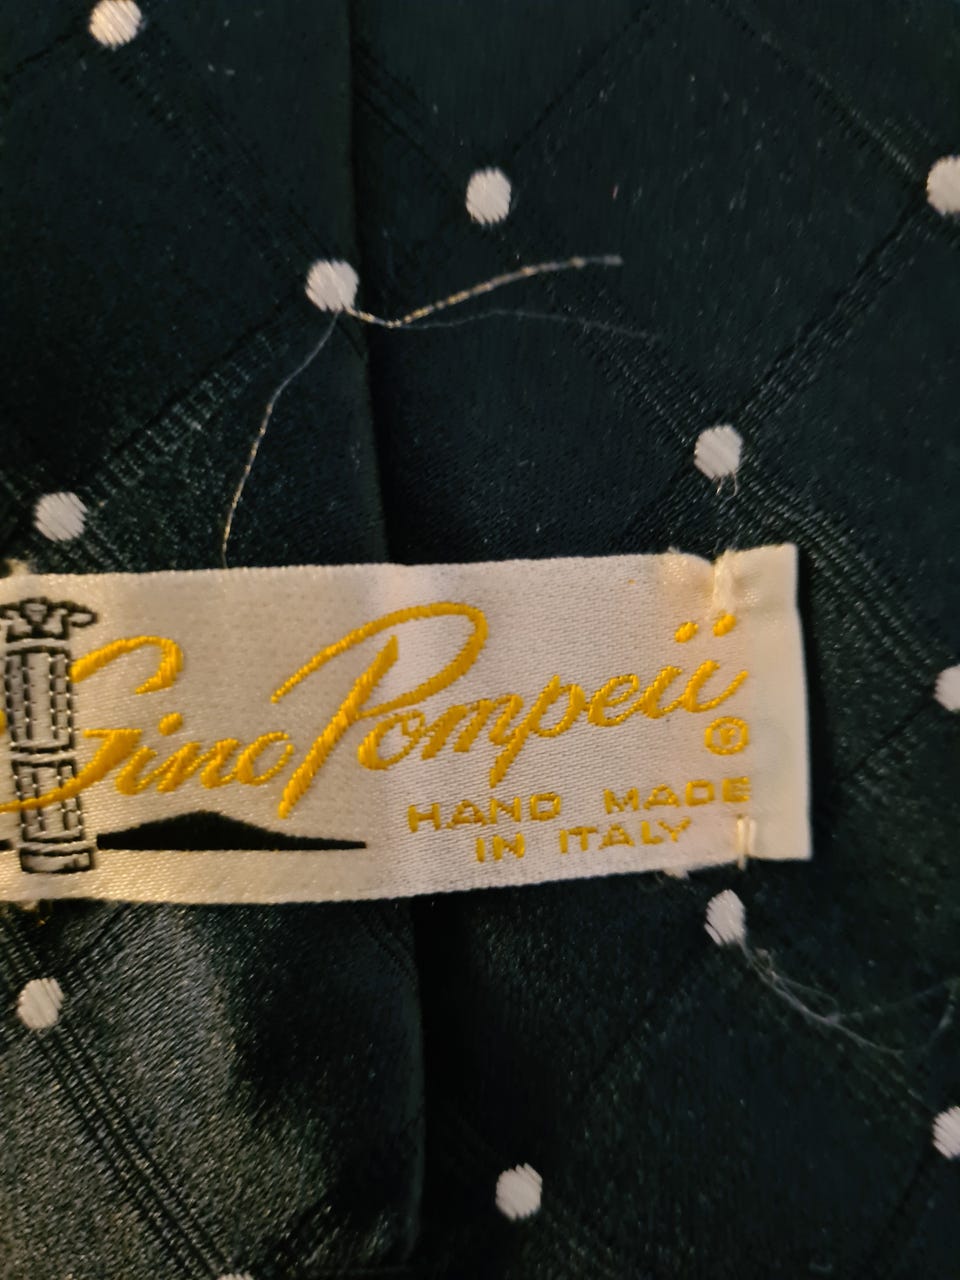 Gino Pompeii
®
HAND MADE
IN ITALY